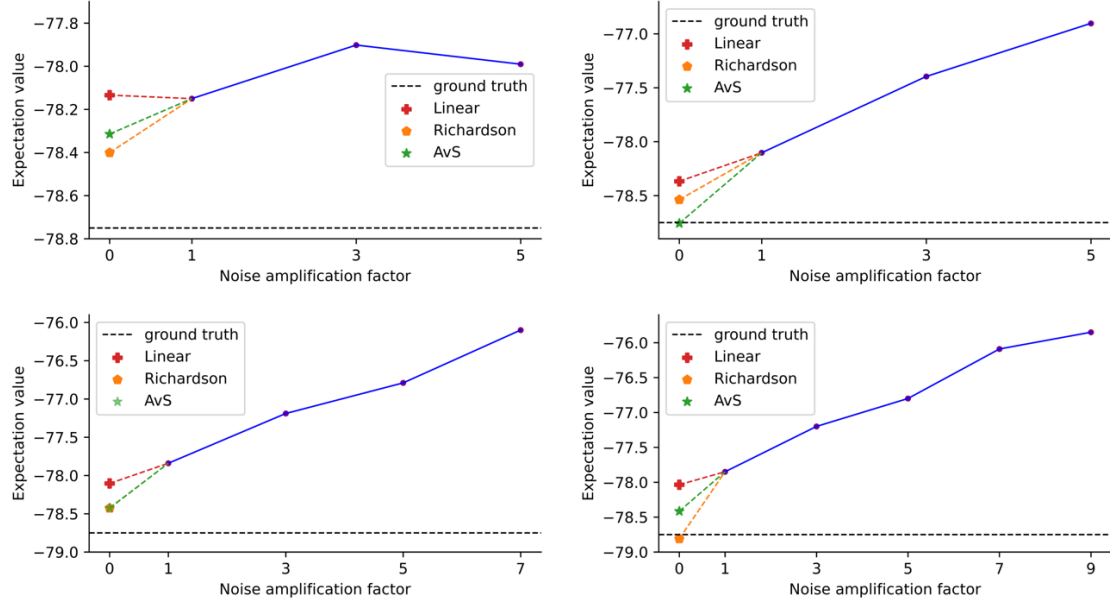 −77.8
−78.0
−78.2
−78.4
−78.6
−78.8
Expectation value
ground truth
Linear
Richardson
AvS
0
1
3
5
Noise amplification factor
−77.0
−77.5
−78.0
−78.5
Expectation value
ground truth
Linear
Richardson
AvS
0
1
3
5
Noise amplification factor
−76.0
−76.5
−77.0
−77.5
−78.0
−78.5
−79.0
Expectation value
ground truth
Linear
Richardson
AvS
0
1
3
5
7
Noise amplification factor
−76.0
−76.5
−77.0
−77.5
−78.0
−78.5
−79.0
Expectation value
ground truth
Linear
Richardson
AvS
0
1
3
5
7
9
Noise amplification factor